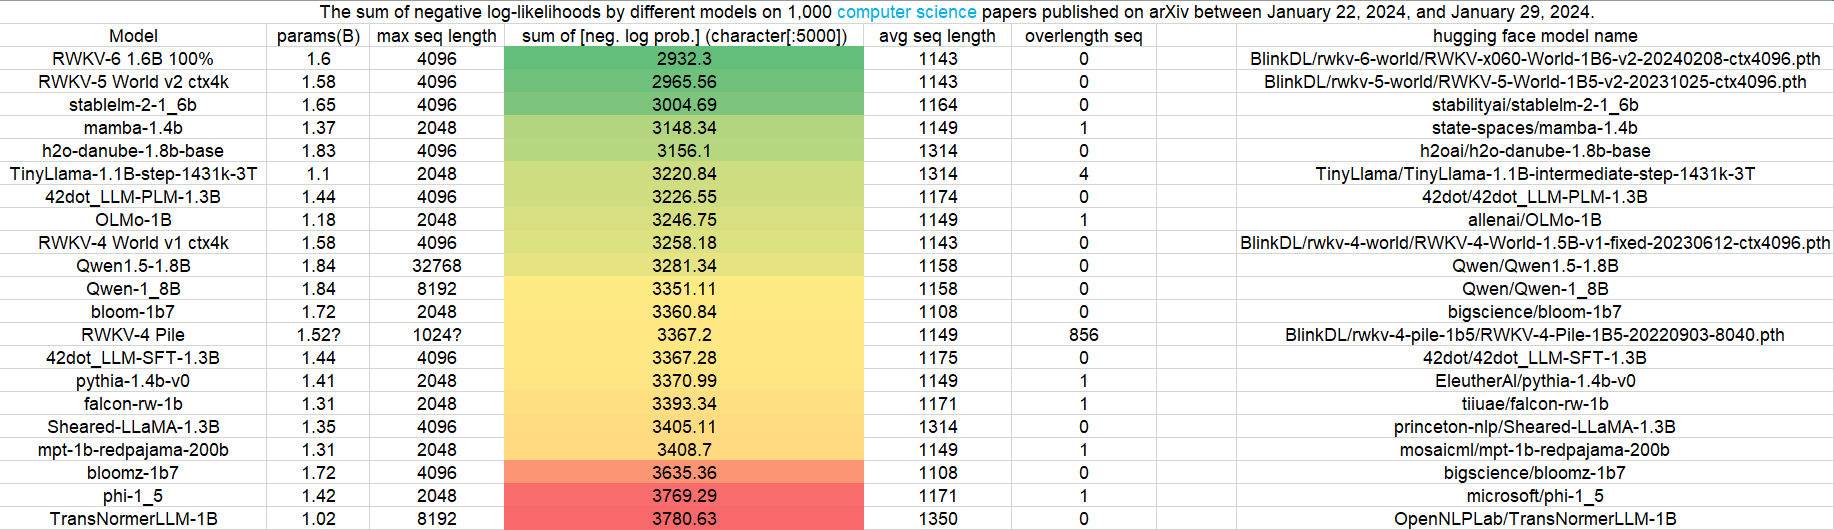 The sum of negative log-likelihoods by different models on 1,000 computer science papers published on arXiv between January 22, 2024, and January 29, 2024.
Model params(B) max seq length sum of [neg. log prob.] (character[:5000]) avg seq length overlength seq hugging face model name
RWKV-6 1.6B 100% 1.6 4096 2932.3 1143 0 BlinkDL/rwkv-6-world/RWKV-x060-World-1B6-v2-20240208-ctx4096.pth
RWKV-5 World v2 ctx4k 1.58 4096 2965.56 1143 0 BlinkDL/rwkv-5-world/RWKV-5-World-1B5-v2-20231025-ctx4096.pth
stablelm-2-1_6b 1.65 4096 3004.69 1164 0 stabilityai/stablelm-2-1_6b
mamba-1.4b 1.37 2048 3148.34 1149 1 state-spaces/mamba-1.4b
h2o-danube-1.8b-base 1.83 4096 3156.1 1314 0 h2oai/h2o-danube-1.8b-base
TinyLlama-1.1B-step-1431k-3T 1.1 2048 3220.84 1314 4 TinyLlama/TinyLlama-1.1B-intermediate-step-1431k-3T
42dot_LLM-PLM-1.3B 1.44 4096 3226.55 1174 0 42dot/42dot_LLM-PLM-1.3B
OLMo-1B 1.18 2048 3246.75 1149 1 allenai/OLMo-1B
RWKV-4 World v1 ctx4k 1.58 4096 3258.18 1143 0 BlinkDL/rwkv-4-world/RWKV-4-World-1.5B-v1-fixed-20230612-ctx4096.pth
Qwen1.5-1.8B 1.84 32768 3281.34 1158 0 Qwen/Qwen1.5-1.8B
Qwen-1_8B 1.84 8192 3351.11 1158 0 Qwen/Qwen-1_8B
bloom-1b7 1.72 2048 3360.84 1108 0 bigscience/bloom-1b7
RWKV-4 Pile 1.52? 1024? 3367.2 1149 856 BlinkDL/rwkv-4-pile-1b5/RWKV-4-Pile-1B5-20220903-8040.pth
42dot_LLM-SFT-1.3B 1.44 4096 3367.28 1175 0 42dot/42dot_LLM-SFT-1.3B
pythia-1.4b-v0 1.41 2048 3370.99 1149 1 EleutherAI/pythia-1.4b-v0
falcon-rw-1b 1.31 2048 3393.34 1171 1 tiiuae/falcon-rw-1b
Sheared-LLaMA-1.3B 1.35 4096 3405.11 1314 0 princeton-nlp/Sheared-LLaMA-1.3B
mpt-1b-redpajama-200b 1.31 2048 3408.7 1149 1 mosaicml/mpt-1b-redpajama-200b
bloomz-1b7 1.72 4096 3635.36 1108 0 bigscience/bloomz-1b7
phi-1_5 1.42 2048 3769.29 1171 1 microsoft/phi-1_5
TransNormerLLM-1B 1.02 8192 3780.63 1350 0 OpenNLPLab/TransNormerLLM-1B